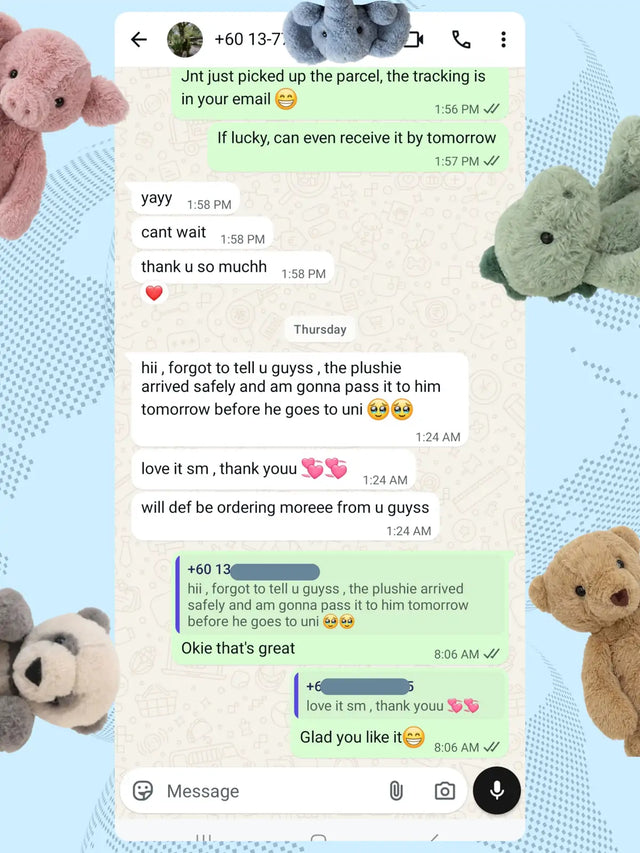 +60 13-77
Jnt just picked up the parcel, the tracking is
in your email 😁
1:56 PM
If lucky, can even receive it by tomorrow
1:57 PM
yayy 1:58 PM
cant wait 1:58 PM
thank u so muchh 1:58 PM
❤️
Thursday
hii , forgot to tell u guyss , the plushie
arrived safely and am gonna pass it to him
tomorrow before he goes to uni 🥹🥹
1:24 AM
love it sm , thank youu 💞💞 1:24 AM
will def be ordering moreee from u guyss
1:24 AM
+60 13
hii , forgot to tell u guyss , the plushie arrived
safely and am gonna pass it to him tomorrow
before he goes to uni 🥹🥹
Okie that's great 8:06 AM
+6 5
love it sm , thank youu 💞💞
Glad you like it😁 8:06 AM
Message